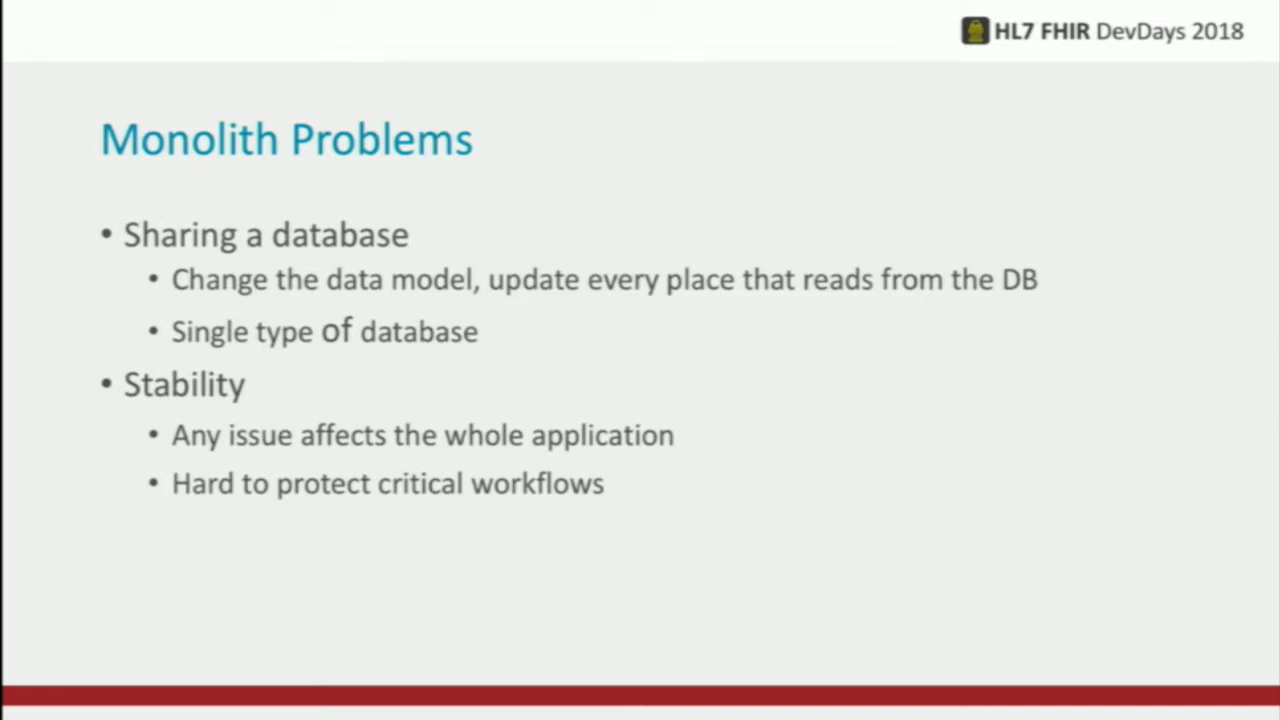 HL7 FHIR DevDays 2018
Monolith Problems
• Sharing a database
• Change the data model, update every place that reads from the DB
• Single type of database
• Stability
• Any issue affects the whole application
• Hard to protect critical workflows